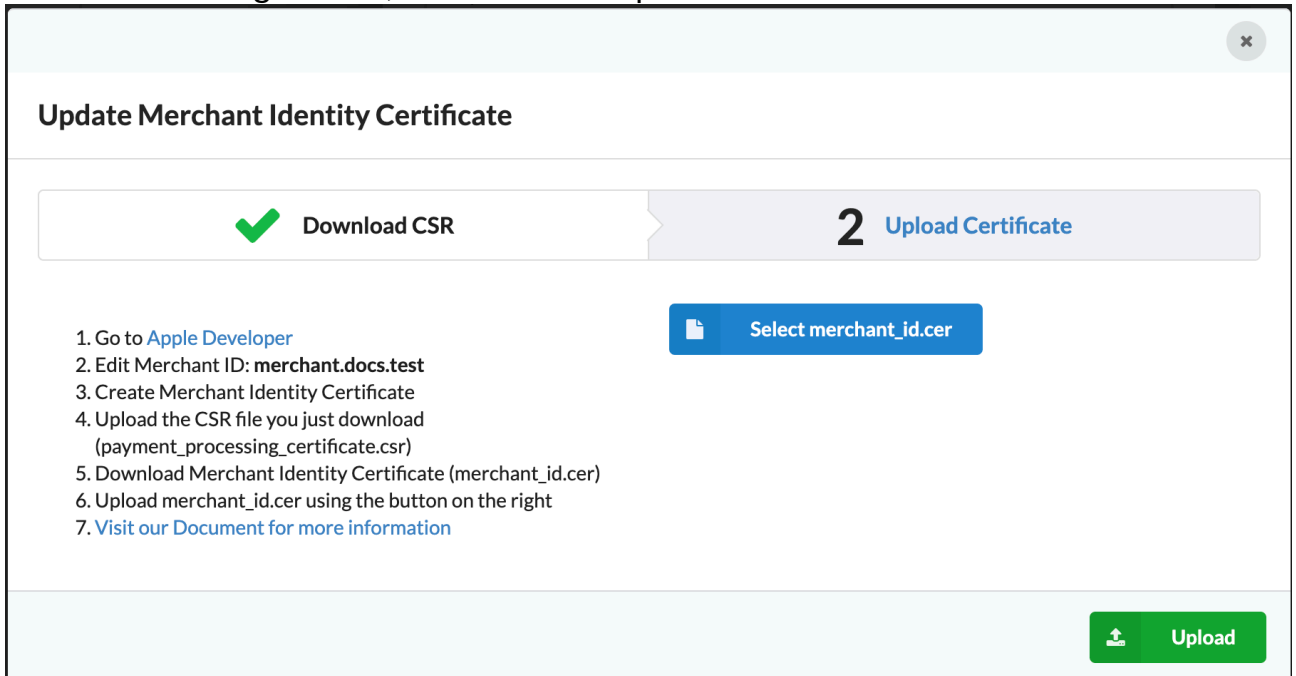 Update Merchant Identity Certificate
Download CSR
2 Upload Certificate
1. Go to Apple Developer
2. Edit Merchant ID: merchant.docs.test
3. Create Merchant Identity Certificate
4. Upload the CSR file you just download
(payment_processing_certificate.csr)
5. Download Merchant Identity Certificate (merchant_id.cer)
6. Upload merchant_id.cer using the button on the right
7. Visit our Document for more information
Select merchant_id.cer
Upload